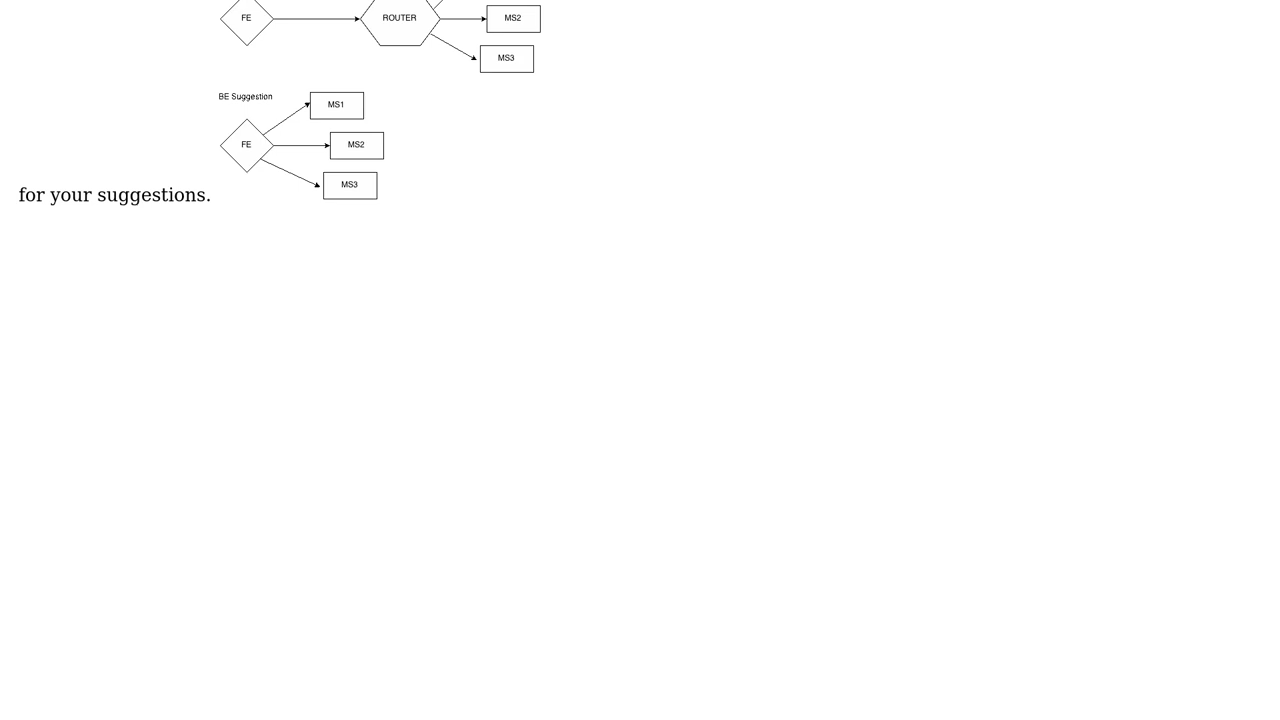 FE
ROUTER
MS2
MS3
BE Suggestion
MS1
FE
MS2
MS3
for your suggestions.